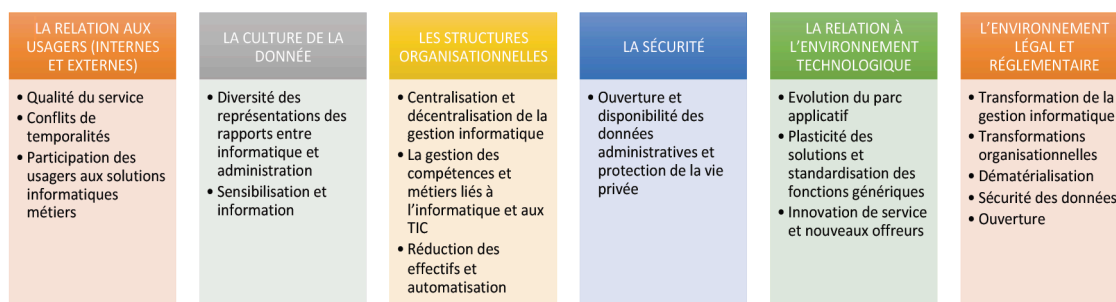 LA RELATION AUX
USAGERS (INTERNES
ET EXTERNES)
• Qualité du service
• Conflits de
temporalités
• Participation des
usagers aux solutions
informatiques
métiers
LA CULTURE DE LA
DONNÉE
• Diversité des
représentations des
rapports entre
informatique et
administration
• Sensibilisation et
information
LES STRUCTURES
ORGANISATIONNELLES
• Centralisation et
décentralisation de la
gestion informatique
• La gestion des
compétences et
métiers liés à
l’informatique et aux
TIC
• Réduction des
effectifs et
automatisation
LA SÉCURITÉ
• Ouverture et
disponibilité des
données
administratives et
protection de la vie
privée
LA RELATION À
L’ENVIRONNEMENT
TECHNOLOGIQUE
• Evolution du parc
applicatif
• Plasticité des
solutions et
standardisation des
fonctions génériques
• Innovation de service
et nouveaux offreurs
L’ENVIRONNEMENT
LÉGAL ET
RÉGLEMENTAIRE
• Transformation de la
gestion informatique
• Transformations
organisationnelles
• Dématérialisation
• Sécurité des données
• Ouverture